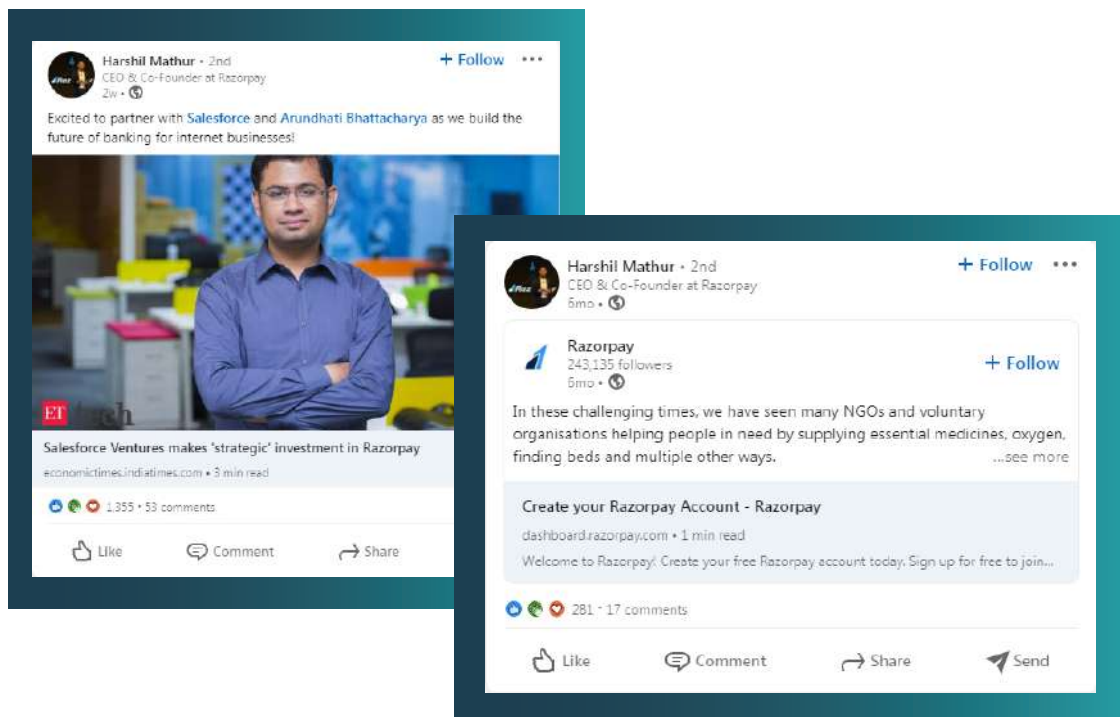 Harshil Mathur • 2nd
CEO & Co-Founder at Razorpay
2w •
+ Follow •••
Excited to partner with Salesforce and Arundhati Bhattacharya as we build the
future of banking for internet businesses!
ET tech
Salesforce Ventures makes 'strategic' investment in Razorpay
economictimes.indiatimes.com • 3 min read
1,355 • 53 comments
Like Comment Share
Harshil Mathur • 2nd
CEO & Co-Founder at Razorpay
6mo •
+ Follow •••
Razorpay
243,135 followers
6mo •
+ Follow
In these challenging times, we have seen many NGOs and voluntary
organisations helping people in need by supplying essential medicines, oxygen,
finding beds and multiple other ways. ...see more
Create your Razorpay Account - Razorpay
dashboard.razorpay.com • 1 min read
Welcome to Razorpay! Create your free Razorpay account today. Sign up for free to join...
281 • 17 comments
Like Comment Share Send